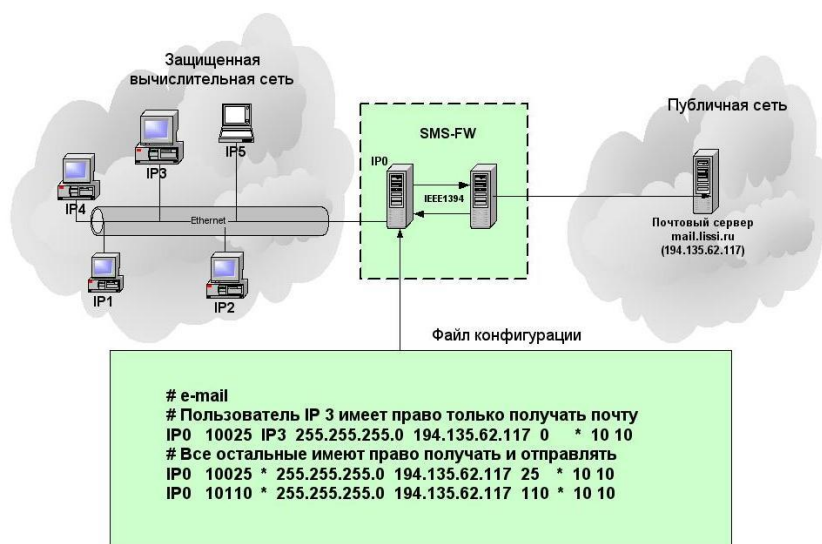 Защищенная
вычислительная сеть
Публичная сеть
SMS-FW
IP3
IP5
IP0
IEEE1394
IP4
Ethernet
Почтовый сервер
mail.lissi.ru
(194.135.62.117)
IP1
IP2
Файл конфигурации
# e-mail
# Пользователь IP 3 имеет право только получать почту
IP0 10025 IP3 255.255.255.0 194.135.62.117 0 * 10 10
# Все остальные имеют право получать и отправлять
IP0 10025 * 255.255.255.0 194.135.62.117 25 * 10 10
IP0 10110 * 255.255.255.0 194.135.62.117 110 * 10 10